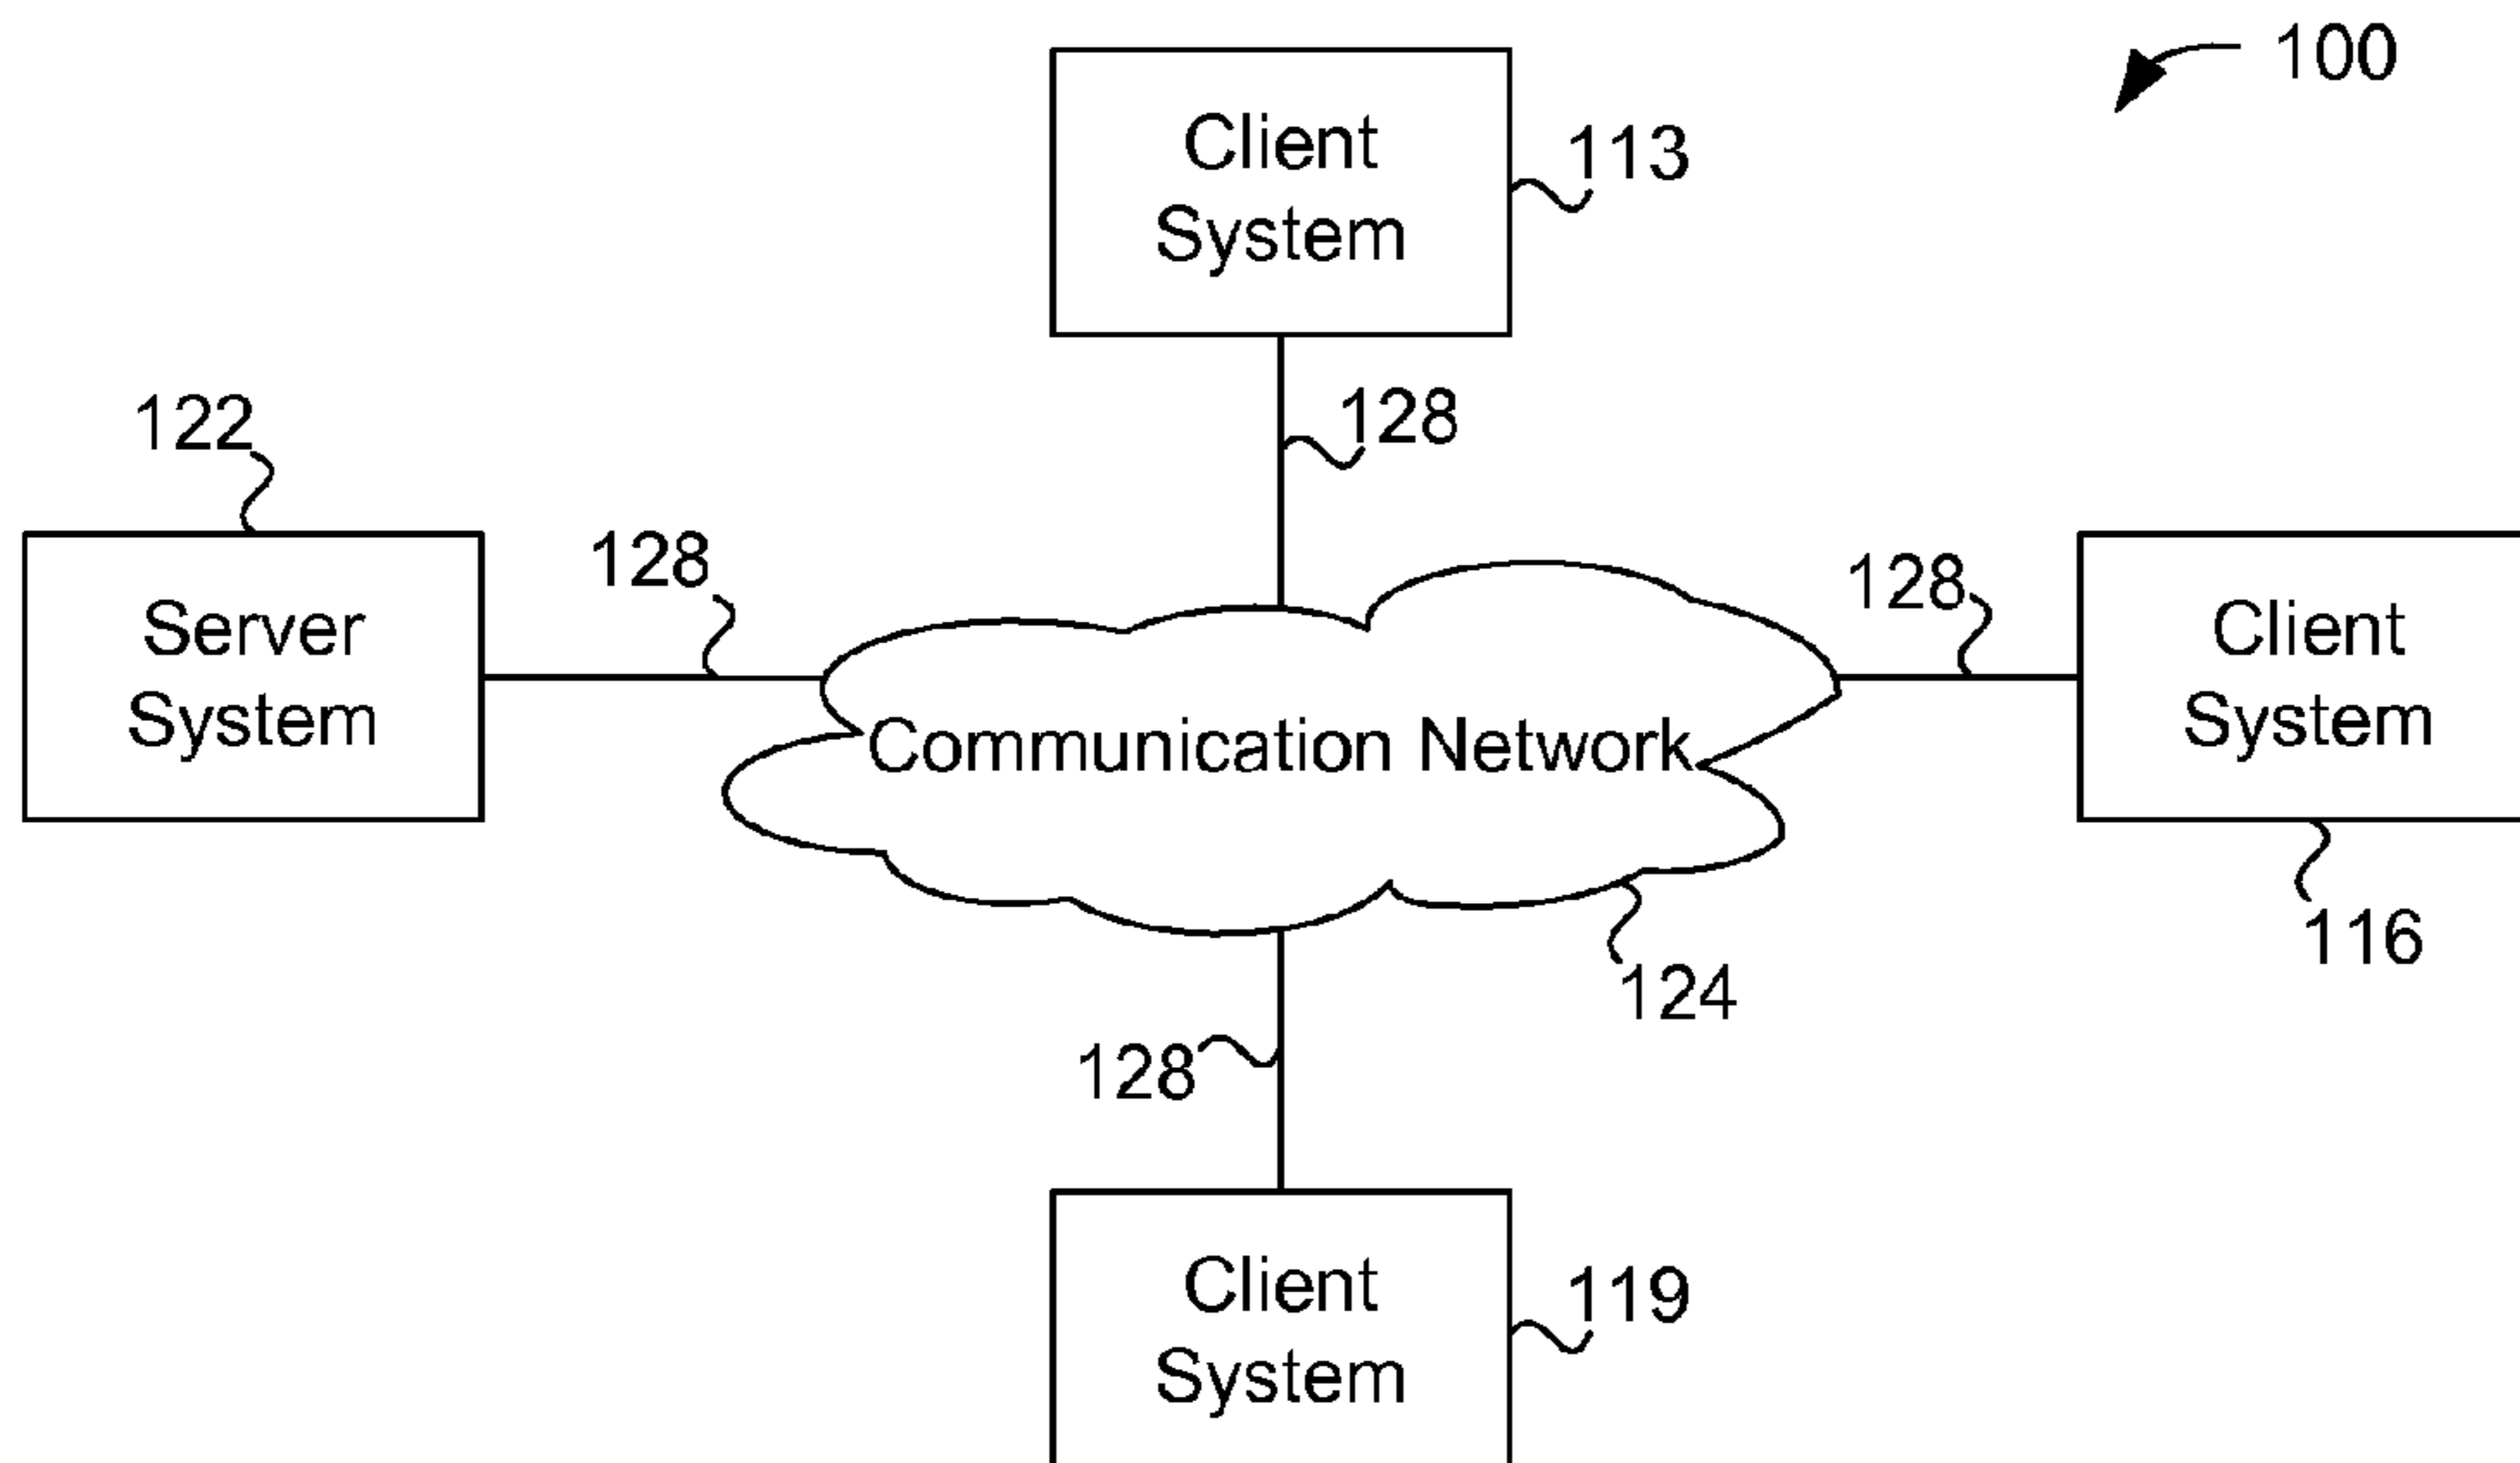 100
Client
System
113
128
122
Server
System
128
128
Client
System
Communication Network
116
124
128
Client
System
119